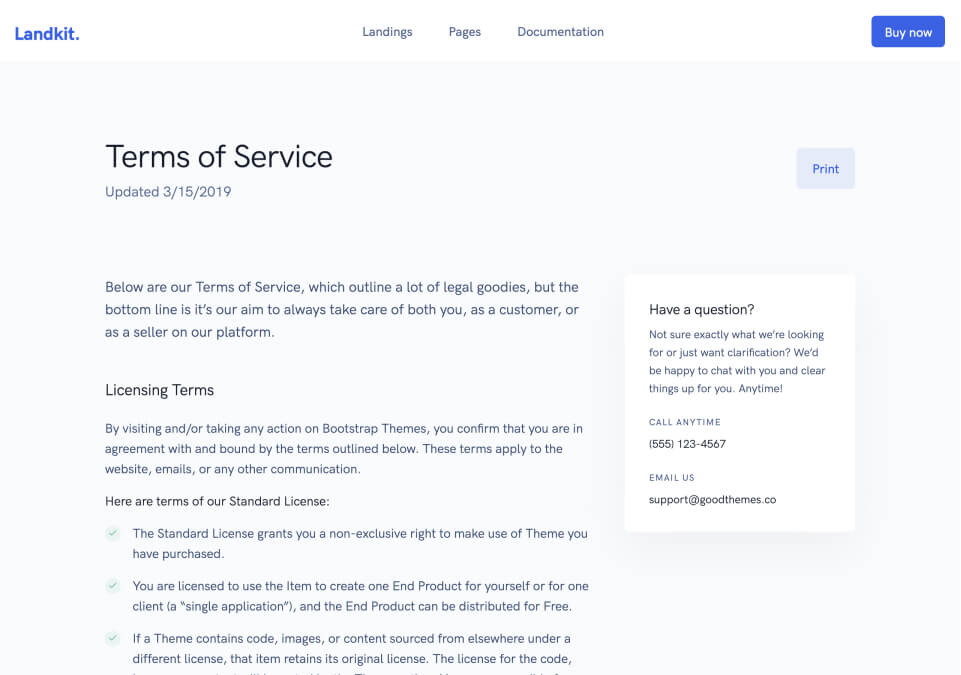 Landkit.
Landings
Pages
Documentation
Buy now
Terms of Service
Updated 3/15/2019
Print
Below are our Terms of Service, which outline a lot of legal goodies, but the
bottom line is it’s our aim to always take care of both you, as a customer, or
as a seller on our platform.
Licensing Terms
By visiting and/or taking any action on Bootstrap Themes, you confirm that you are in
agreement with and bound by the terms outlined below. These terms apply to the
website, emails, or any other communication.
Here are terms of our Standard License:
The Standard License grants you a non-exclusive right to make use of Theme you
have purchased.
You are licensed to use the Item to create one End Product for yourself or for one
client (a “single application”), and the End Product can be distributed for Free.
If a Theme contains code, images, or content sourced from elsewhere under a
different license, that item retains its original license. The license for the code,
Have a question?
Not sure exactly what we’re looking
for or just want clarification? We’d
be happy to chat with you and clear
things up for you. Anytime!
CALL ANYTIME
(555) 123-4567
EMAIL US
support@goodthemes.co